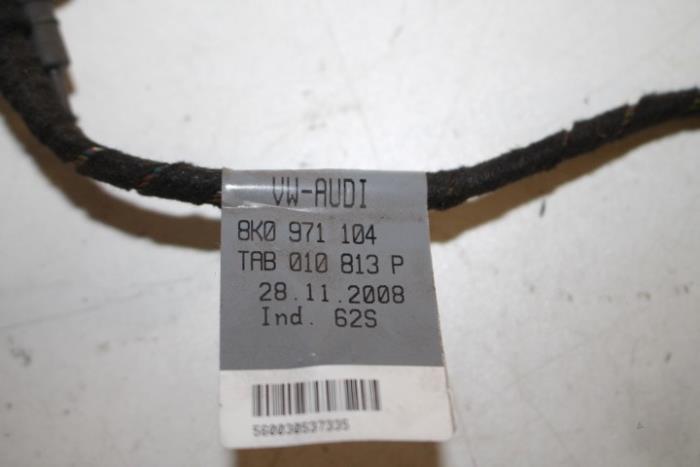 VW-AUDI
8K0 971 104
TAB 010 813 P
28.11.2008
Ind. 62S
560030537335